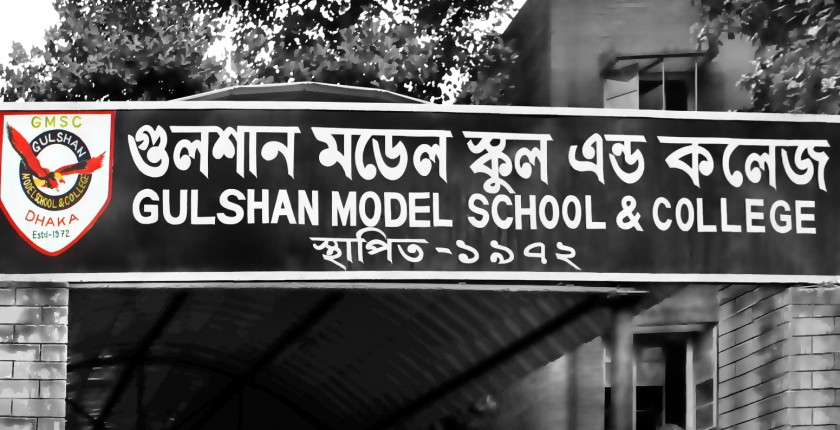 GMSC
GULSHAN
MODEL SCHOOL & COLLEGE
DHAKA
Estd-1972
গুলশান মডেল স্কুল এন্ড কলেজ
GULSHAN MODEL SCHOOL & COLLEGE
স্থাপিত -১৯৭২